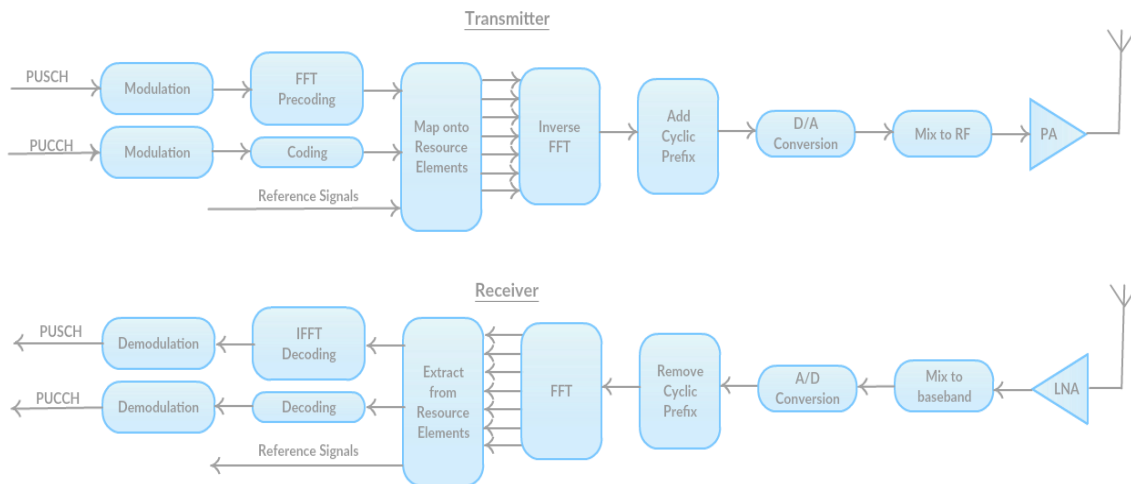 Transmitter
PUSCH
Modulation
FFT
Precoding
PUCCH
Modulation
Coding
Reference Signals
Map onto
Resource
Elements
Inverse
FFT
Add
Cyclic
Prefix
D/A
Conversion
Mix to RF
PA
Receiver
PUSCH
Demodulation
IFFT
Decoding
PUCCH
Demodulation
Decoding
Reference Signals
Extract
from
Resource
Elements
FFT
Remove
Cyclic
Prefix
A/D
Conversion
Mix to
baseband
LNA